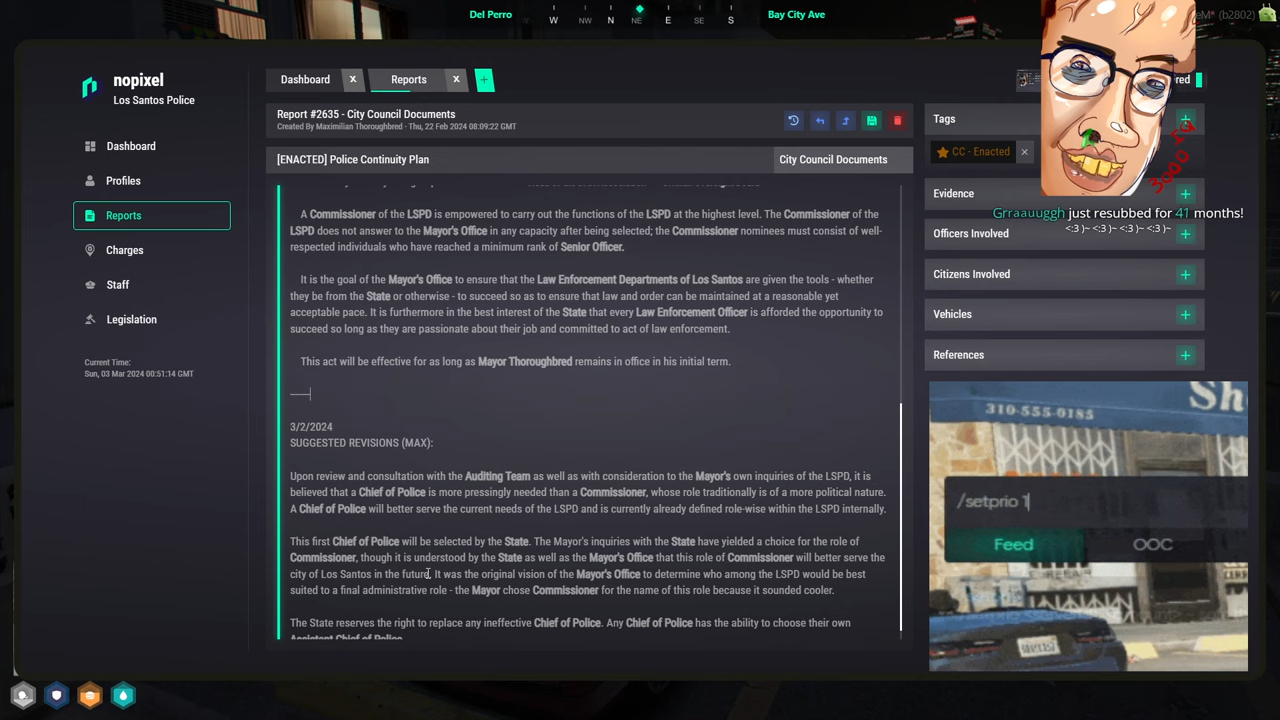 Del Perro
W NW N NE E SE S
Bay City Ave
(b2802)
nopixel
Los Santos Police
Dashboard
Profiles
Reports
Charges
Staff
Legislation
Current Time:
Sun, 03 Mar 2024 00:51:14 GMT
Dashboard x Reports x +
Report #2635 - City Council Documents
Created By Maximilian Thoroughbred - Thu, 22 Feb 2024 08:09:22 GMT
[ENACTED] Police Continuity Plan
City Council Documents
A Commissioner of the LSPD is empowered to carry out the functions of the LSPD at the highest level. The Commissioner of the
LSPD does not answer to the Mayor's Office in any capacity after being selected; the Commissioner nominees must consist of well-
respected individuals who have reached a minimum rank of Senior Officer.
It is the goal of the Mayor's Office to ensure that the Law Enforcement Departments of Los Santos are given the tools - whether
they be from the State or otherwise - to succeed so as to ensure that law and order can be maintained at a reasonable yet
acceptable pace. It is furthermore in the best interest of the State that every Law Enforcement Officer is afforded the opportunity to
succeed so long as they are passionate about their job and committed to act of law enforcement.
This act will be effective for as long as Mayor Thoroughbred remains in office in his initial term.
3/2/2024
SUGGESTED REVISIONS (MAX):
Upon review and consultation with the Auditing Team as well as with consideration to the Mayor's own inquiries of the LSPD, it is
believed that a Chief of Police is more pressingly needed than a Commissioner, whose role traditionally is of a more political nature.
A Chief of Police will better serve the current needs of the LSPD and is currently already defined role-wise within the LSPD internally.
This first Chief of Police will be selected by the State. The Mayor's inquiries with the State have yielded a choice for the role of
Commissioner, though it is understood by the State as well as the Mayor's Office that this role of Commissioner will better serve the
city of Los Santos in the future. It was the original vision of the Mayor's Office to determine who among the LSPD would be best
suited to a final administrative role - the Mayor chose Commissioner for the name of this role because it sounded cooler.
The State reserves the right to replace any ineffective Chief of Police. Any Chief of Police has the ability to choose their own
Assistant Chief of Police.
Tags
CC - Enacted
Evidence
Officers Involved
Citizens Involved
Vehicles
References
3000 IQ
Grraauuggh just resubbed for 41 months!
<:3 )~ <:3 )~ <:3 )~ <:3 )~
310-555-0185
Sh
/setprio 1
Feed
OOC